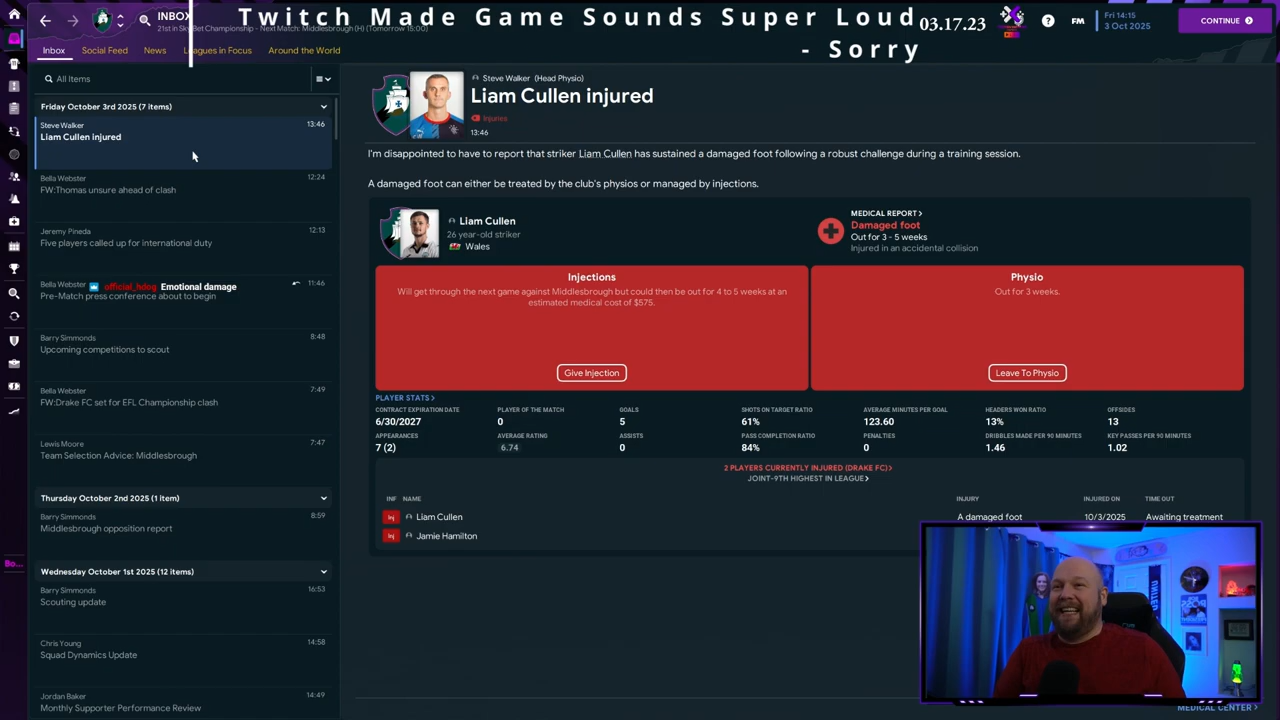 Twitch Made Game Sounds Super Loud
- Sorry
03.17.23
INBOX
21st in Sky Bet Championship - Next Match: Middlesbrough (H) (Tomorrow 15:00)
FM
Fri 14:15
3 Oct 2025
CONTINUE
Inbox
Social Feed
News
Leagues in Focus
Around the World
All Items
Friday October 3rd 2025 (7 items)
Steve Walker
13:46
Liam Cullen injured
Bella Webster
12:24
FW:Thomas unsure ahead of clash
Jeremy Pineda
12:13
Five players called up for international duty
Bella Webster
11:46
official_hdog Emotional damage
Pre-Match press conference about to begin
Barry Simmonds
8:48
Upcoming competitions to scout
Bella Webster
7:49
FW:Drake FC set for EFL Championship clash
Lewis Moore
7:47
Team Selection Advice: Middlesbrough
Thursday October 2nd 2025 (1 item)
Barry Simmonds
8:59
Middlesbrough opposition report
Wednesday October 1st 2025 (12 items)
Barry Simmonds
16:53
Scouting update
Chris Young
14:58
Squad Dynamics Update
Jordan Baker
14:49
Monthly Supporter Performance Review
Steve Walker (Head Physio)
Liam Cullen injured
Injuries
13:46
I'm disappointed to have to report that striker Liam Cullen has sustained a damaged foot following a robust challenge during a training session.
A damaged foot can either be treated by the club's physios or managed by injections.
Liam Cullen
26 year-old striker
Wales
MEDICAL REPORT >
Damaged foot
Out for 3 - 5 weeks
Injured in an accidental collision
Injections
Will get through the next game against Middlesbrough but could then be out for 4 to 5 weeks at an
estimated medical cost of $575.
Give Injection
Physio
Out for 3 weeks.
Leave To Physio
PLAYER STATS >
CONTRACT EXPIRATION DATE
PLAYER OF THE MATCH
GOALS
SHOTS ON TARGET RATIO
AVERAGE MINUTES PER GOAL
HEADERS WON RATIO
OFFSIDES
6/30/2027
0
5
61%
123.60
13%
13
APPEARANCES
AVERAGE RATING
ASSISTS
PASS COMPLETION RATIO
PENALTIES
DRIBBLES MADE PER 90 MINUTES
KEY PASSES PER 90 MINUTES
7 (2)
6.74
0
84%
0
1.46
1.02
2 PLAYERS CURRENTLY INJURED (DRAKE FC) >
JOINT-9TH HIGHEST IN LEAGUE >
INF
NAME
INJURY
INJURED ON
TIME OUT
Inj
Liam Cullen
A damaged foot
10/3/2025
Awaiting treatment
Inj
Jamie Hamilton
UNITED
MEDICAL CENTER >